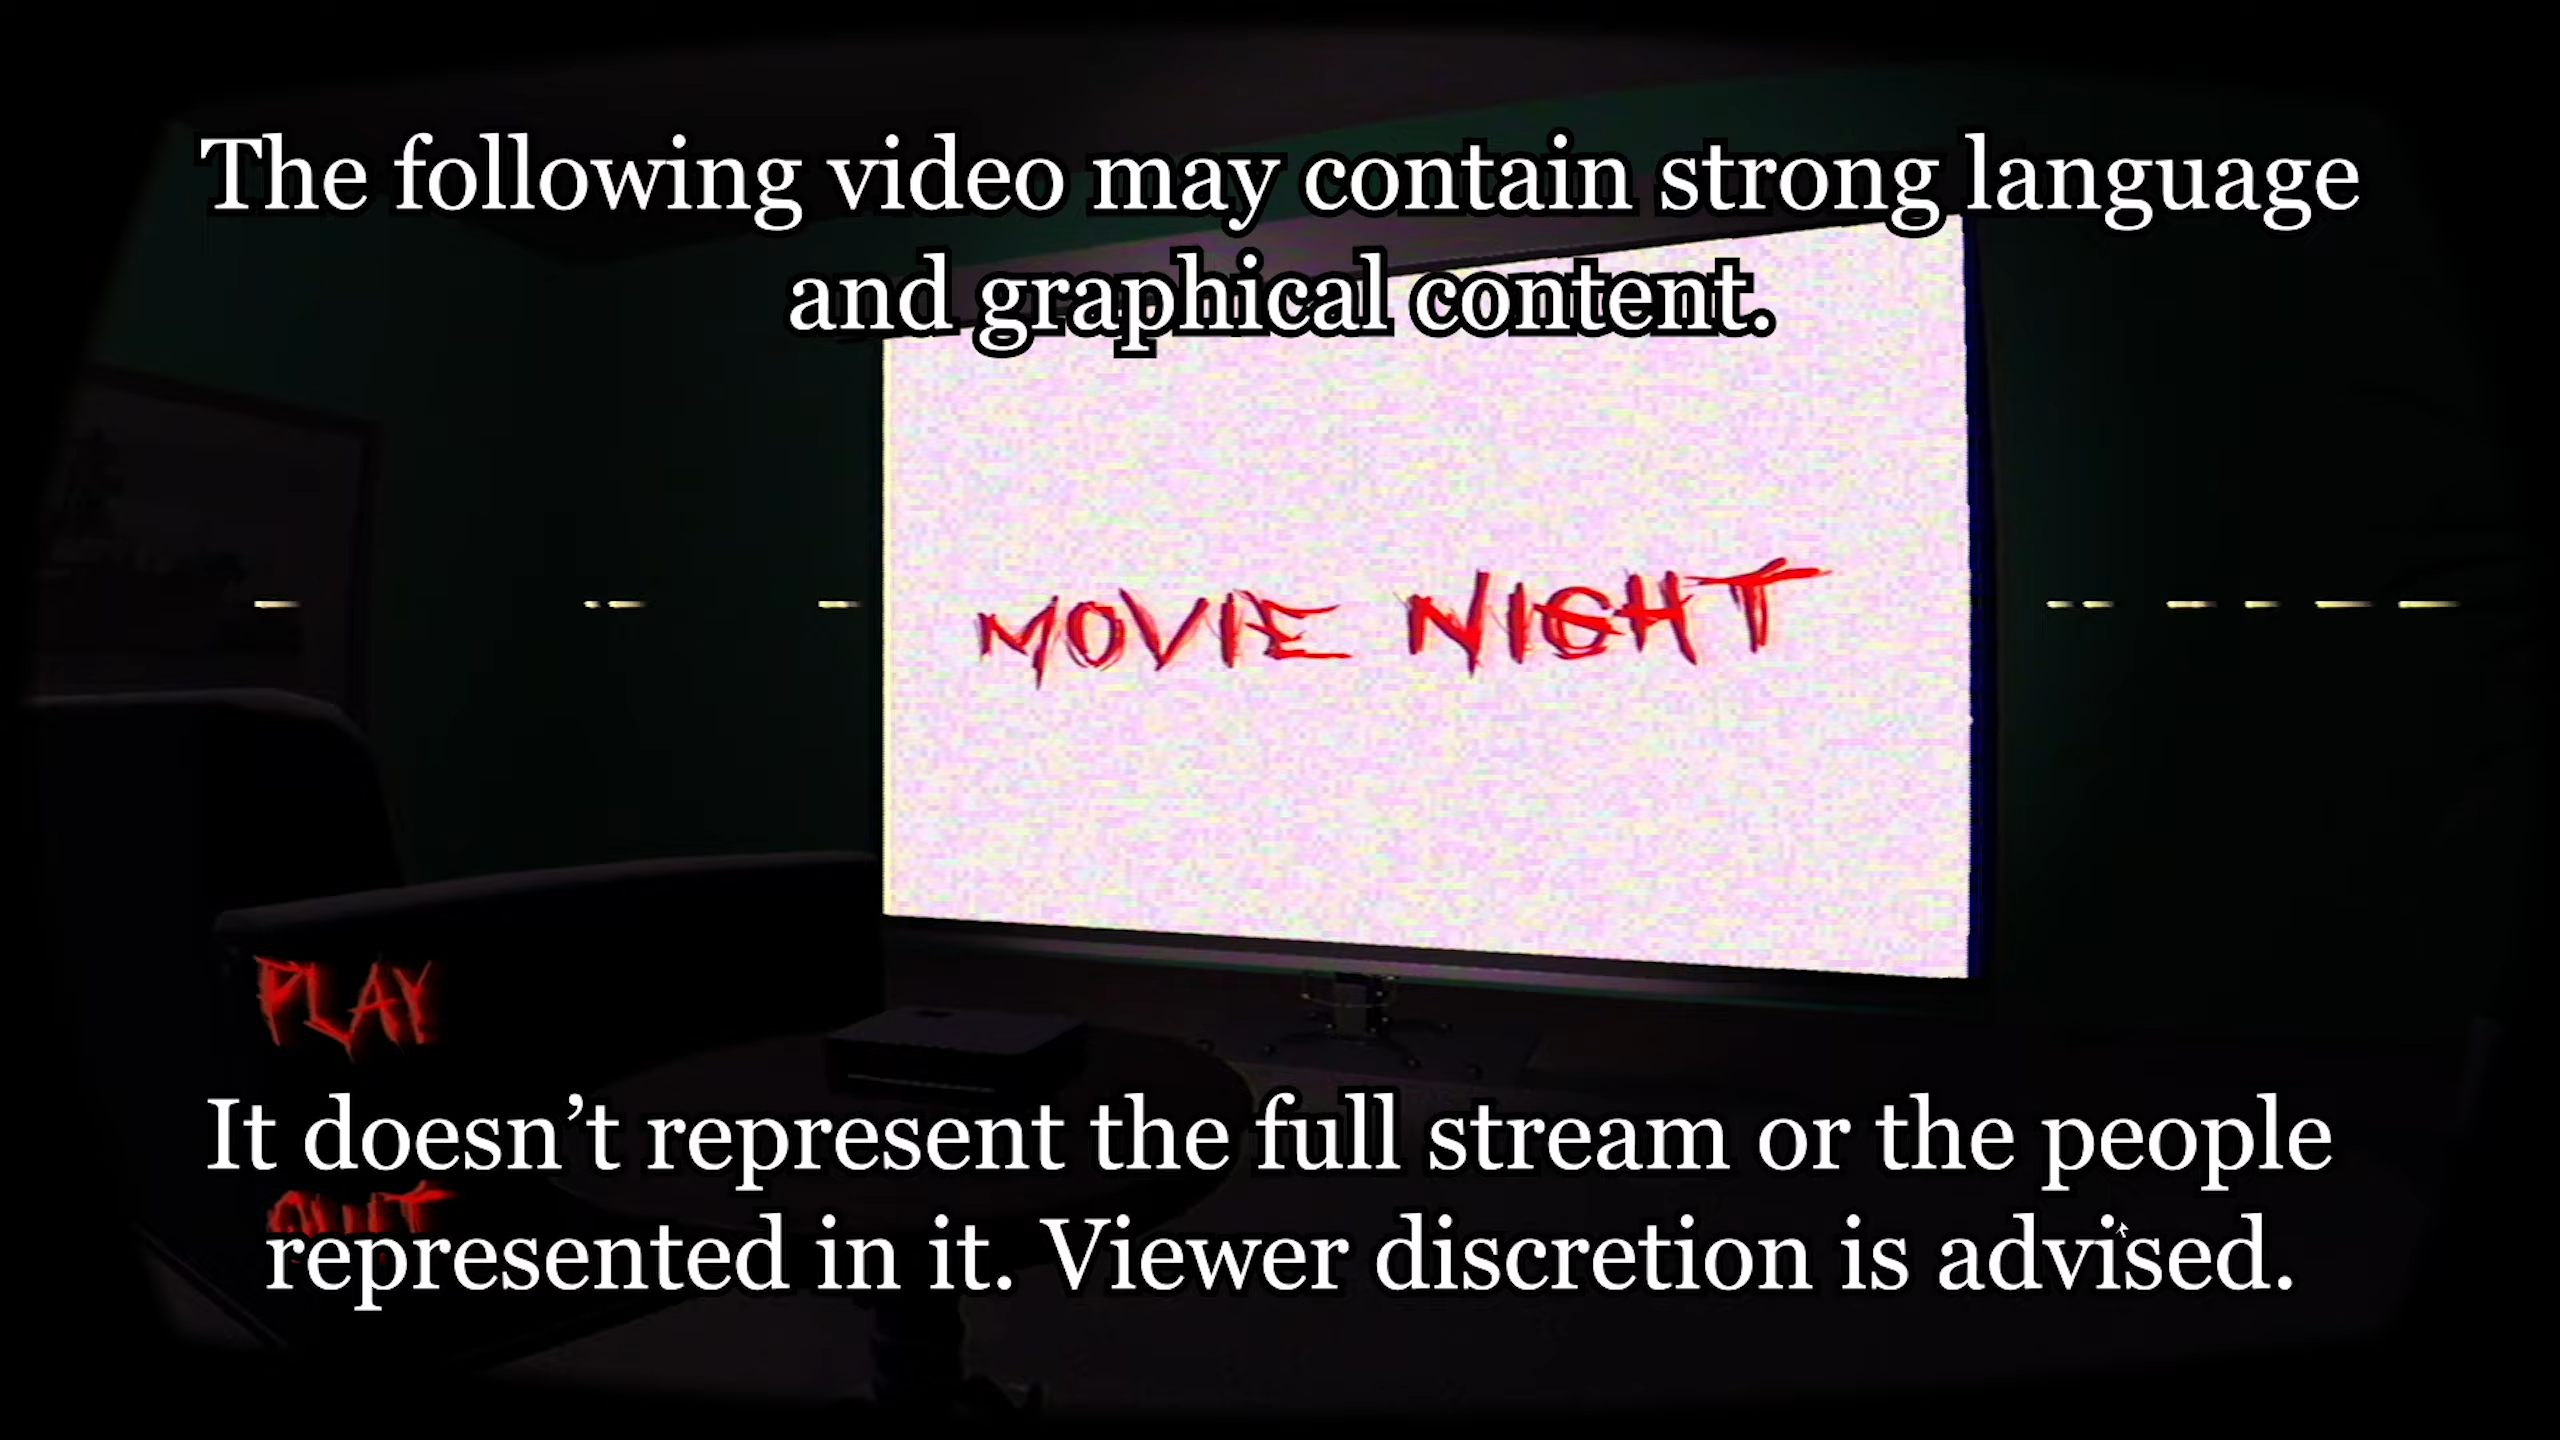 The following video may contain strong language
and graphical content.
MOVIE NIGHT
PLAY
It doesn’t represent the full stream or the people
QUIT
represented in it. Viewer discretion is advised.